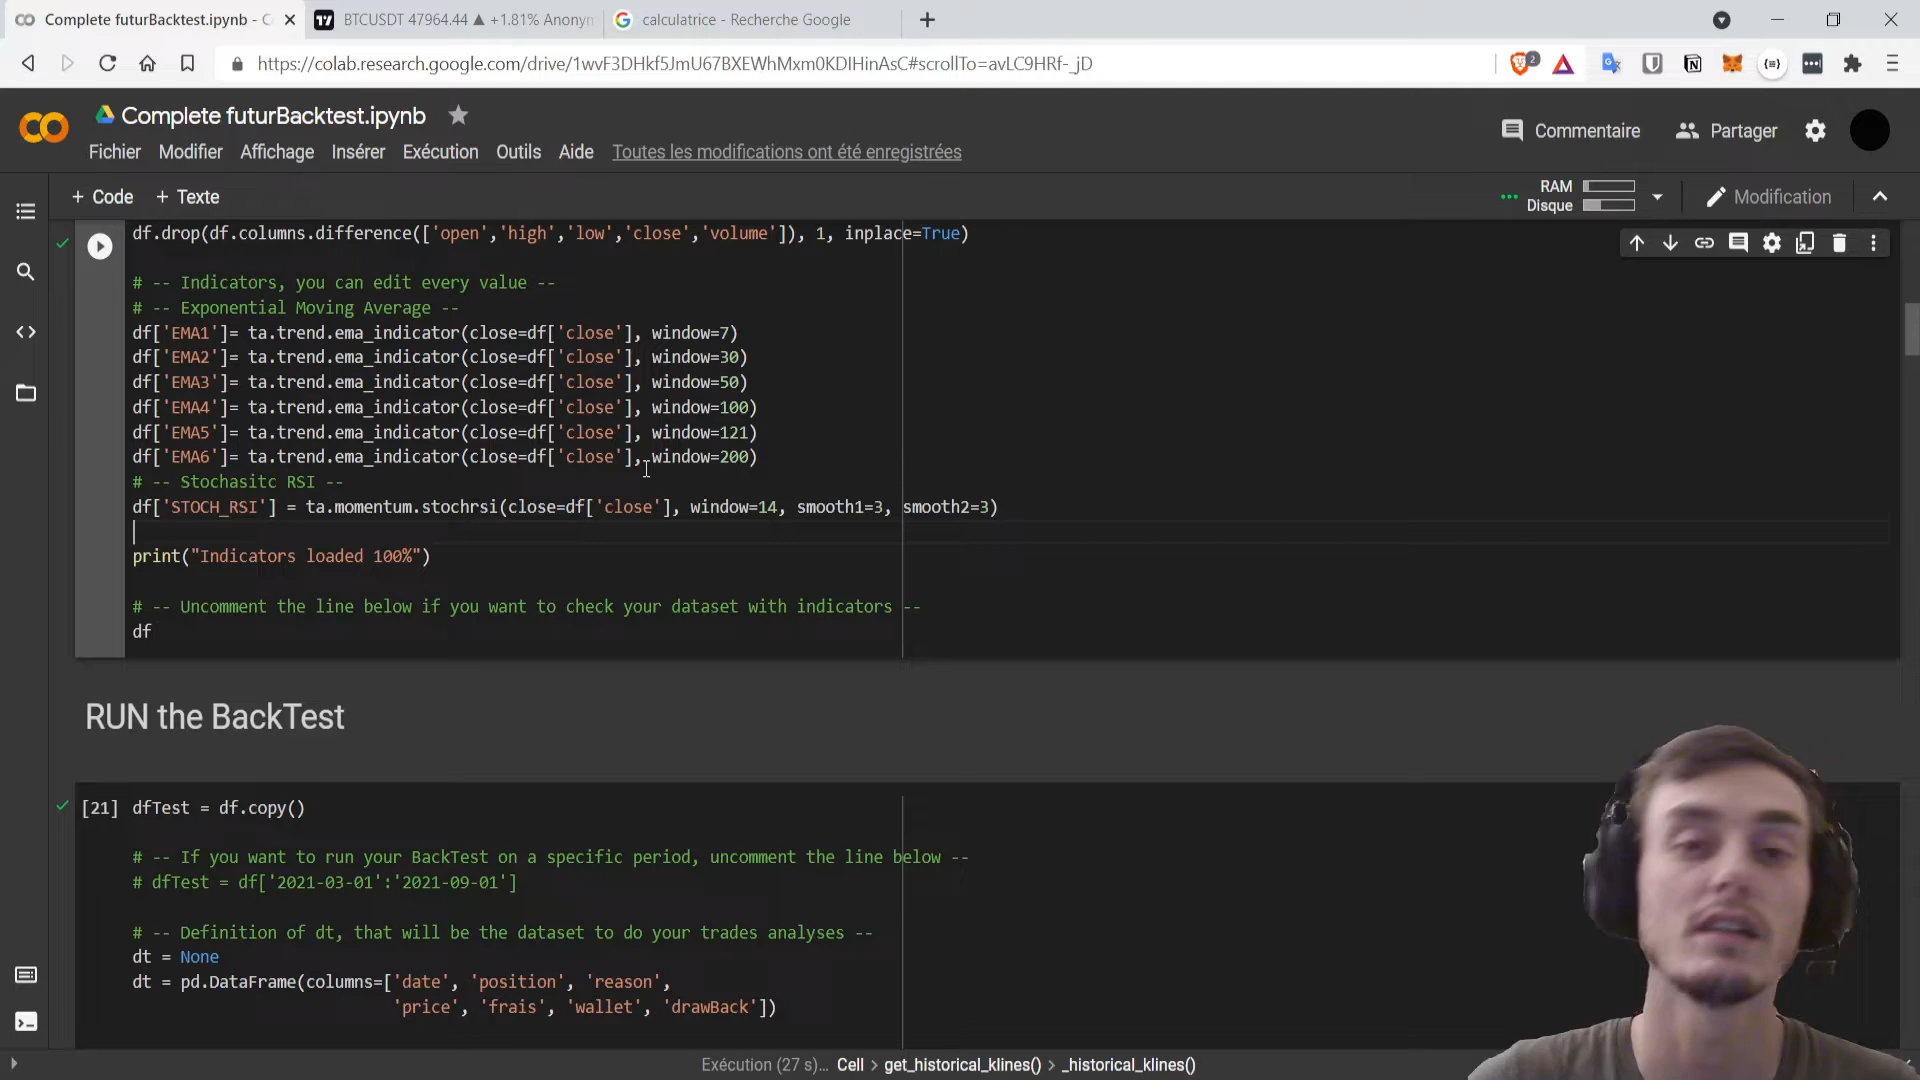 Complete futurBacktest.ipynb - C
BTCUSDT 47964.44 ▲ +1.81% Anonym
calculatrice - Recherche Google
https://colab.research.google.com/drive/1wvF3DHkf5JmU67BXEWhMxm0KDIHinAsC#scrollTo=avLC9HRf-_jD
2
Complete futurBacktest.ipynb
Commentaire
Partager
Fichier Modifier Affichage Insérer Exécution Outils Aide Toutes les modifications ont été enregistrées
+ Code + Texte
RAM
Disque
Modification
df.drop(df.columns.difference(['open','high','low','close','volume']), 1, inplace=True)
# -- Indicators, you can edit every value --
# -- Exponential Moving Average --
df['EMA1']= ta.trend.ema_indicator(close=df['close'], window=7)
df['EMA2']= ta.trend.ema_indicator(close=df['close'], window=30)
df['EMA3']= ta.trend.ema_indicator(close=df['close'], window=50)
df['EMA4']= ta.trend.ema_indicator(close=df['close'], window=100)
df['EMA5']= ta.trend.ema_indicator(close=df['close'], window=121)
df['EMA6']= ta.trend.ema_indicator(close=df['close'], window=200)
# -- Stochasitc RSI --
df['STOCH_RSI'] = ta.momentum.stochrsi(close=df['close'], window=14, smooth1=3, smooth2=3)
print("Indicators loaded 100%")
# -- Uncomment the line below if you want to check your dataset with indicators --
df
RUN the BackTest
[21] dfTest = df.copy()
# -- If you want to run your BackTest on a specific period, uncomment the line below --
# dfTest = df['2021-03-01':'2021-09-01']
# -- Definition of dt, that will be the dataset to do your trades analyses --
dt = None
dt = pd.DataFrame(columns=['date', 'position', 'reason',
'price', 'frais', 'wallet', 'drawBack'])
Exécution (27 s)... Cell > get_historical_klines() > _historical_klines()